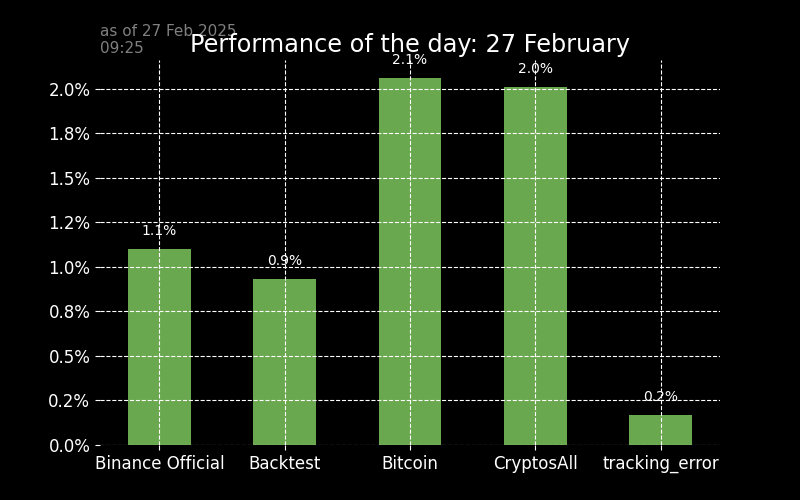 as of 27 Feb 2025
09:25
Performance of the day: 27 February
2.1%
2.0%
1.1%
0.9%
0.2%
2.0%
1.8%
1.5%
1.2%
1.0%
0.8%
0.5%
0.2%
0.0%
Binance Official
Backtest
Bitcoin
CryptosAll
tracking_error